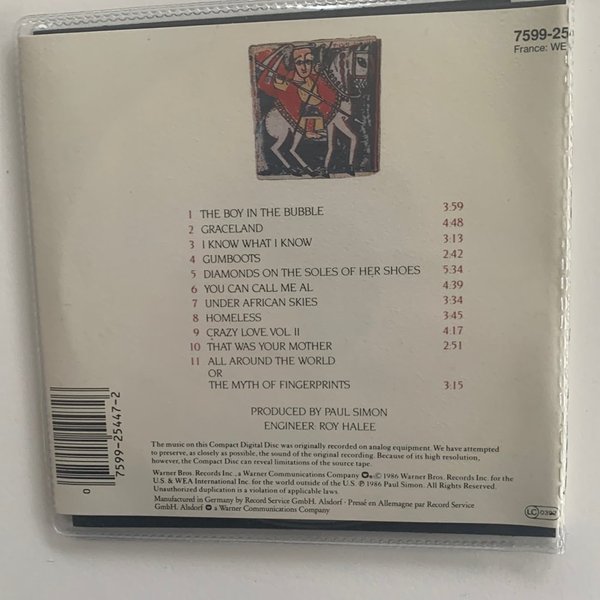 7599-25
France: WE
1 THE BOY IN THE BUBBLE 3:59
2 GRACELAND 4:48
3 I KNOW WHAT I KNOW 3:13
4 GUMBOOTS 2:42
5 DIAMONDS ON THE SOLES OF HER SHOES 5:34
6 YOU CAN CALL ME AL 4:39
7 UNDER AFRICAN SKIES 3:34
8 HOMELESS 3:45
9 CRAZY LOVE, VOL. II 4:17
10 THAT WAS YOUR MOTHER 2:51
11 ALL AROUND THE WORLD
OR
THE MYTH OF FINGERPRINTS 3:15
PRODUCED BY PAUL SIMON
ENGINEER: ROY HALEE
The music on this Compact Digital Disc was originally recorded on analog equipment. We have attempted
to preserve, as closely as possible, the sound of the original recording. Because of its high resolution,
however, the Compact Disc can reveal limitations of the source tape.
Warner Bros. Records Inc., a Warner Communications Company ©1986 Warner Bros. Records Inc. for the
U.S. & WEA International Inc. for the world outside of the U.S. ℗ 1986 Paul Simon. All Rights Reserved.
Unauthorized duplication is a violation of applicable laws.
Manufactured in Germany by Record Service GmbH. Alsdorf - Pressé en Allemagne par Record Service
GmbH. Alsdorf a Warner Communications Company
LC 0392
0 7599-25447-2